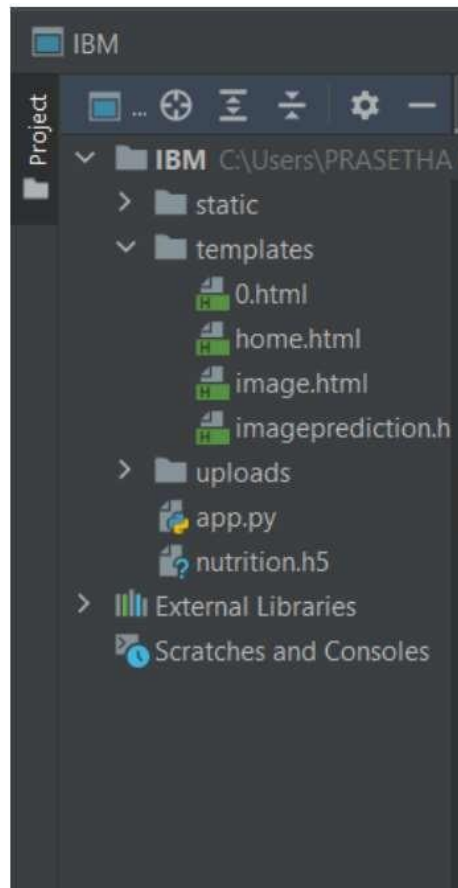 IBM
Project
...
IBM C:\Users\PRASETHA
static
templates
0.html
home.html
image.html
imageprediction.h
uploads
app.py
nutrition.h5
External Libraries
Scratches and Consoles